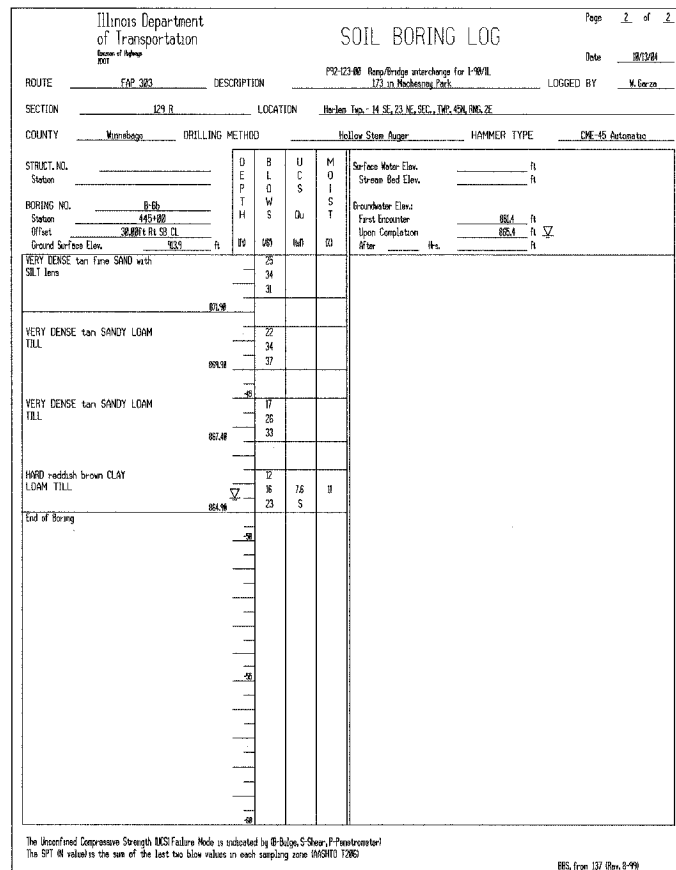 Illinois Department
of Transportation
Division of Highways
IDOT
SOIL BORING LOG
Page 2 of 2
Date 10/13/04
ROUTE FAP 303 DESCRIPTION P92-123-00 Ramp/Bridge interchange for I-90/IL 173 in Machesney Park LOGGED BY W. Garza
SECTION 129 R LOCATION Harlem Twp. - 14 SE, 23 NE, SEC., TWP. 45N, RNG. 2E
COUNTY Winnebago DRILLING METHOD Hollow Stem Auger HAMMER TYPE CME-45 Automatic
STRUCT. NO.
Station
BORING NO. B-6b
Station 445+00
Offset 30.00Ft Rt SB CL
Ground Surface Elev. 913.9 ft
DEPTH (ft)
BLOWS (/6")
UCS Qu (tsf)
MOIST (%)
Surface Water Elev. ft
Stream Bed Elev. ft
Groundwater Elev.:
First Encounter ft
Upon Completion 865.4 ft
After Hrs. ft
VERY DENSE tan fine SAND with 25
SILT lens 34
31
871.90
VERY DENSE tan SANDY LOAM 22
TILL 34
869.90 37
-45
VERY DENSE tan SANDY LOAM 17
TILL 26
867.40 33
HARD reddish brown CLAY 12
LOAM TILL 16 7.6 11
864.90 23 S
End of Boring
-50
-55
-60
The Unconfined Compressive Strength (UCS) Failure Mode is indicated by (B-Bulge, S-Shear, P-Penetrometer)
The SPT (N value) is the sum of the last two blow values in each sampling zone (AASHTO T206)
BBS, from 137 (Rev. 8-99)